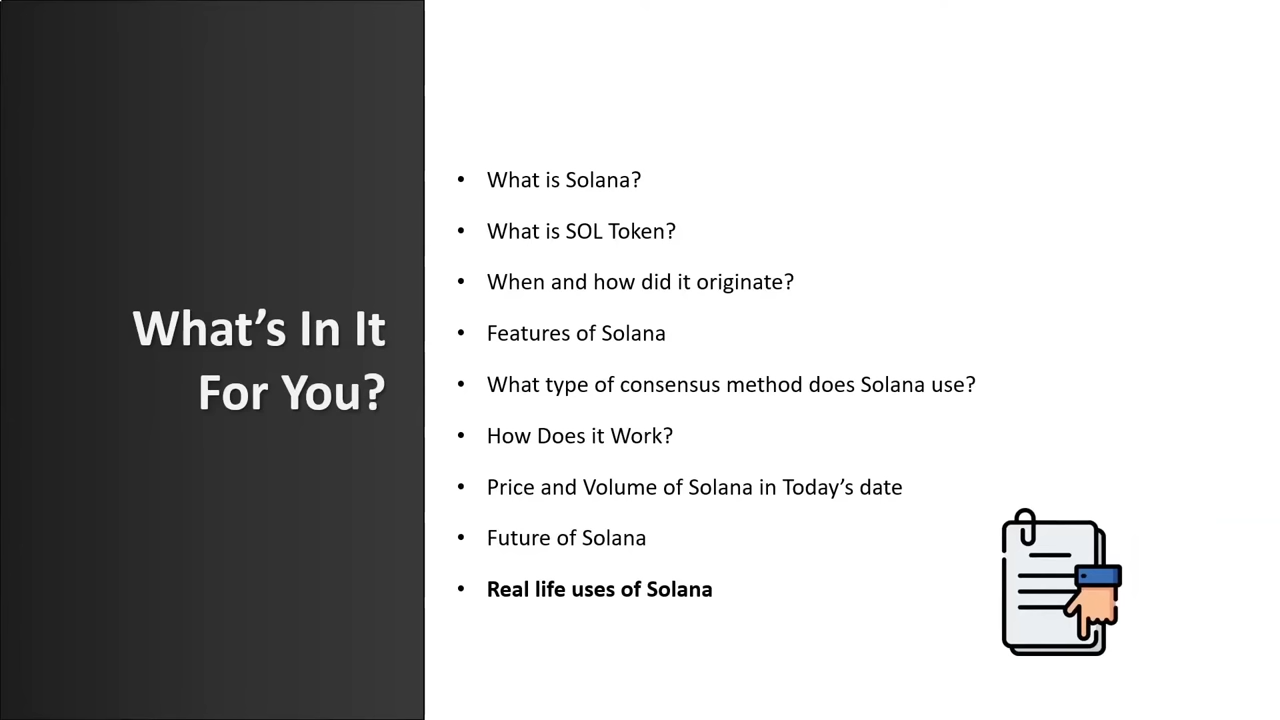 What’s In It
For You?
• What is Solana?
• What is SOL Token?
• When and how did it originate?
• Features of Solana
• What type of consensus method does Solana use?
• How Does it Work?
• Price and Volume of Solana in Today’s date
• Future of Solana
• Real life uses of Solana